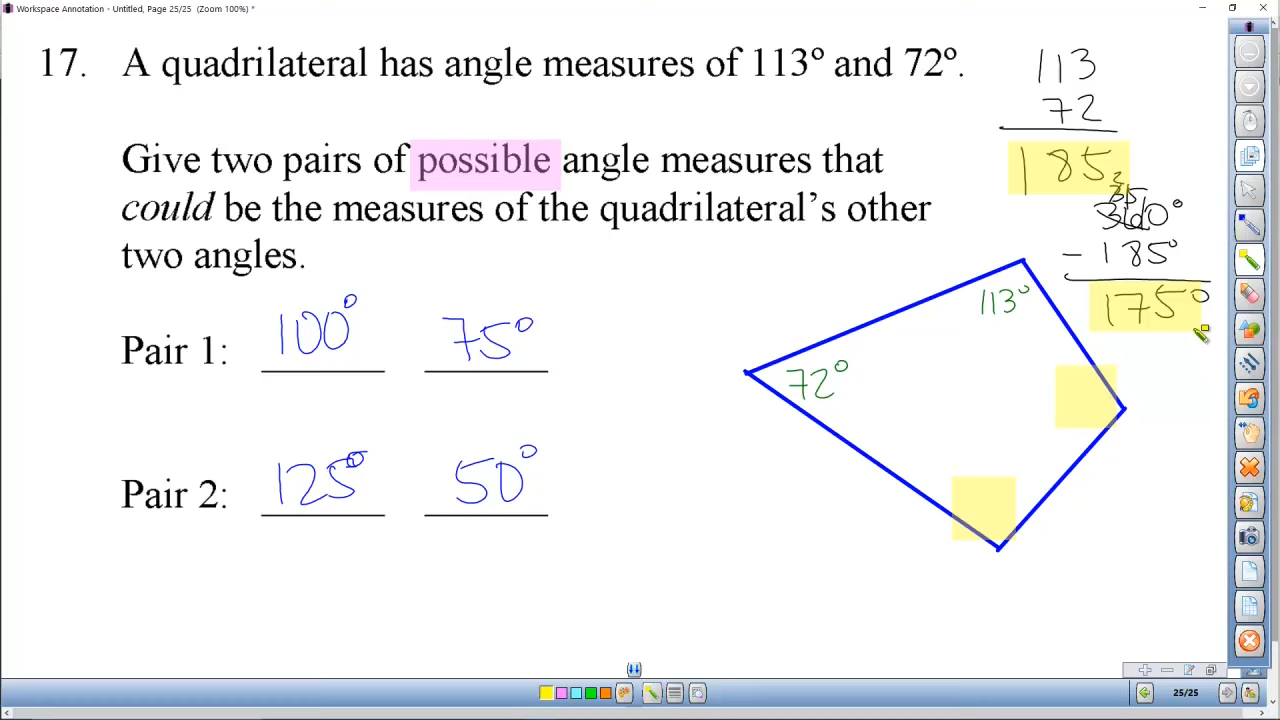 Workspace Annotation - Untitled, Page 25/25 (Zoom 100%) *
17. A quadrilateral has angle measures of 113º and 72º.
Give two pairs of possible angle measures that
could be the measures of the quadrilateral's other
two angles.
Pair 1: 100° 75°
Pair 2: 125° 50°
113
72
185
360°
- 185°
175°
113°
72°
25/25